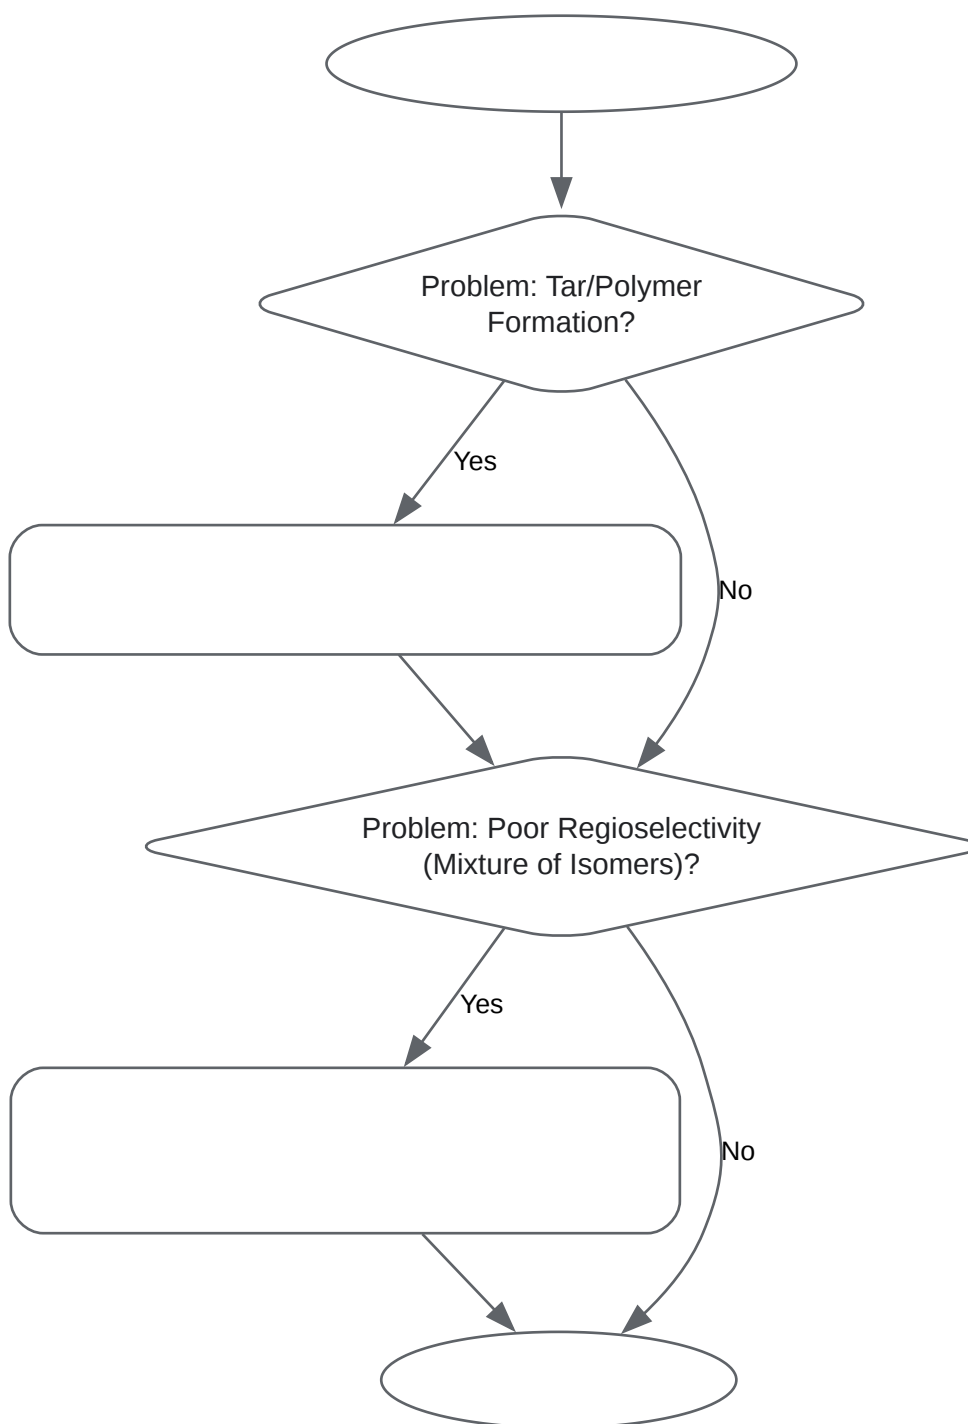 Problem: Tar/Polymer
Formation?
Yes
No
Problem: Poor Regioselectivity
(Mixture of Isomers)?
Yes
No